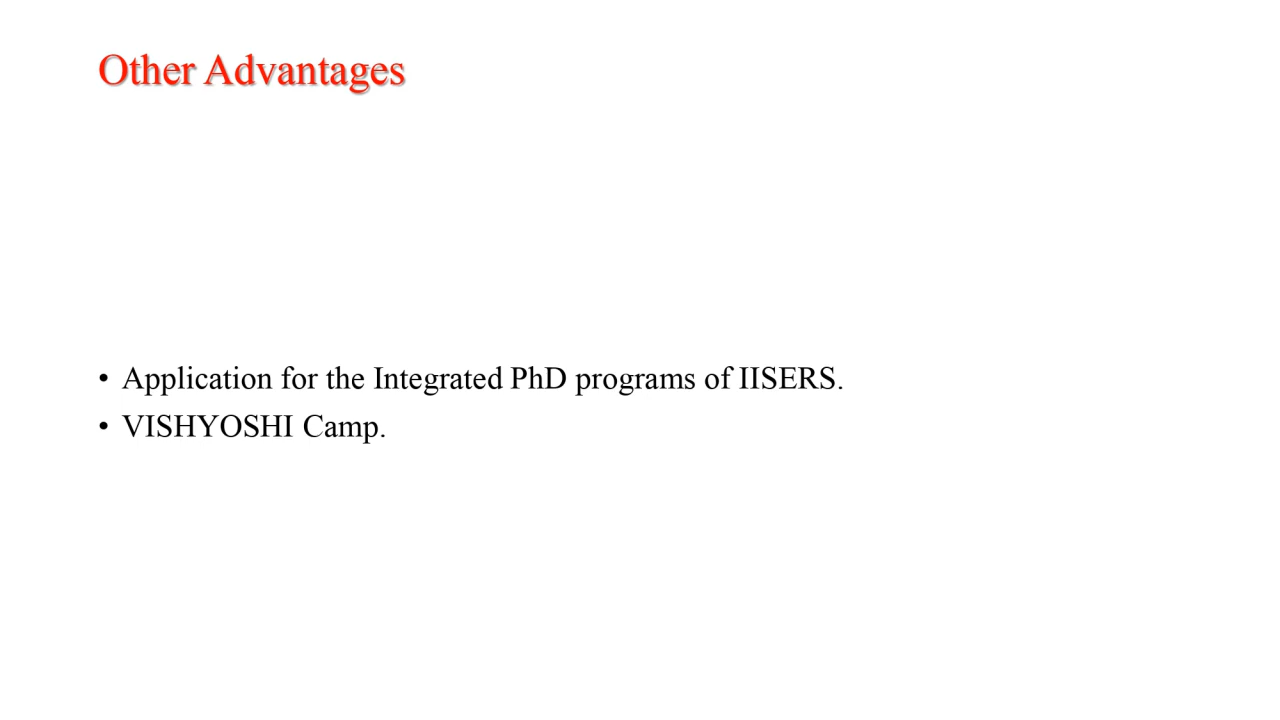 Other Advantages
• Application for the Integrated PhD programs of IISERS.
• VISHYOSHI Camp.